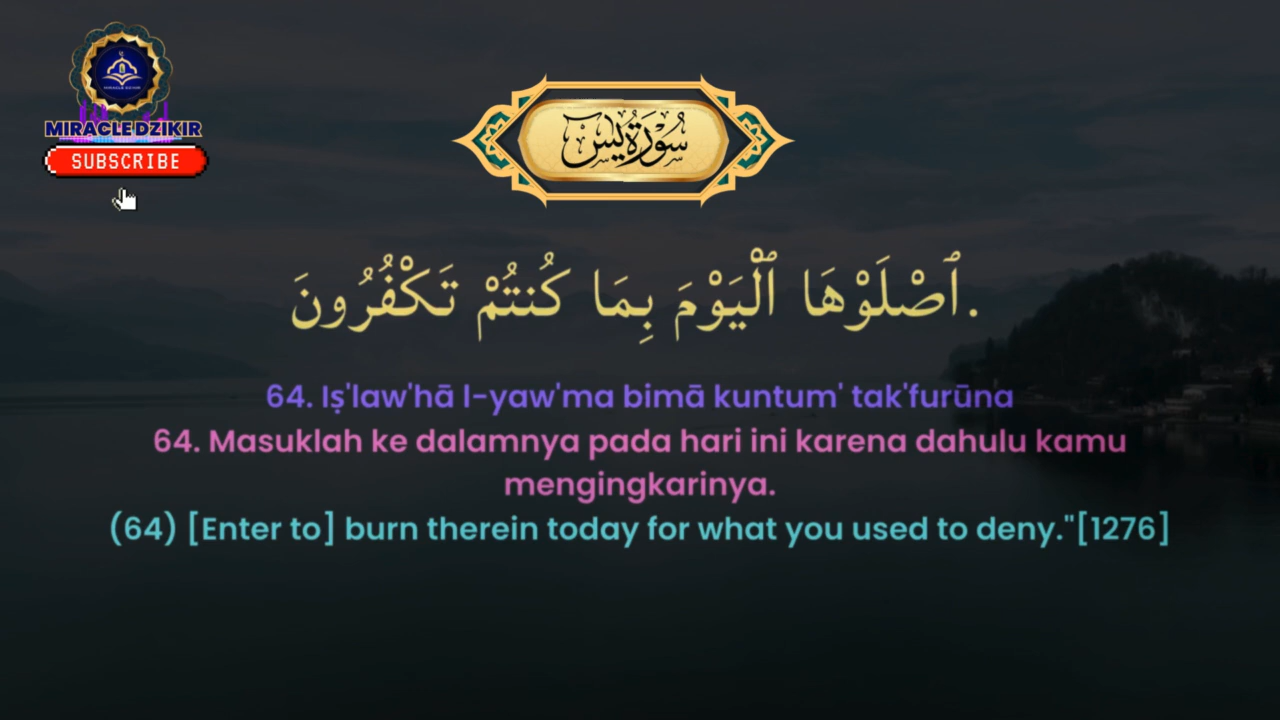 MIRACLEDZIKIR
SUBSCRIBE
سُورَةُ يسٓ
ٱصْلَوْهَا ٱلْيَوْمَ بِمَا كُنتُمْ تَكْفُرُونَ.
64. Iṣ'law'hā l-yaw'ma bimā kuntum' tak'furūna
64. Masuklah ke dalamnya pada hari ini karena dahulu kamu
mengingkarinya.
(64) [Enter to] burn therein today for what you used to deny."[1276]